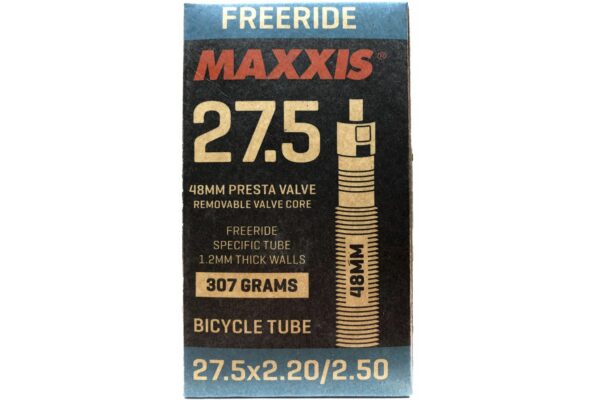 FREERIDE
MAXXIS®
27.5
48MM PRESTA VALVE
REMOVABLE VALVE CORE
FREERIDE
SPECIFIC TUBE
1.2MM THICK WALLS
307 GRAMS
48MM
BICYCLE TUBE
27.5x2.20/2.50